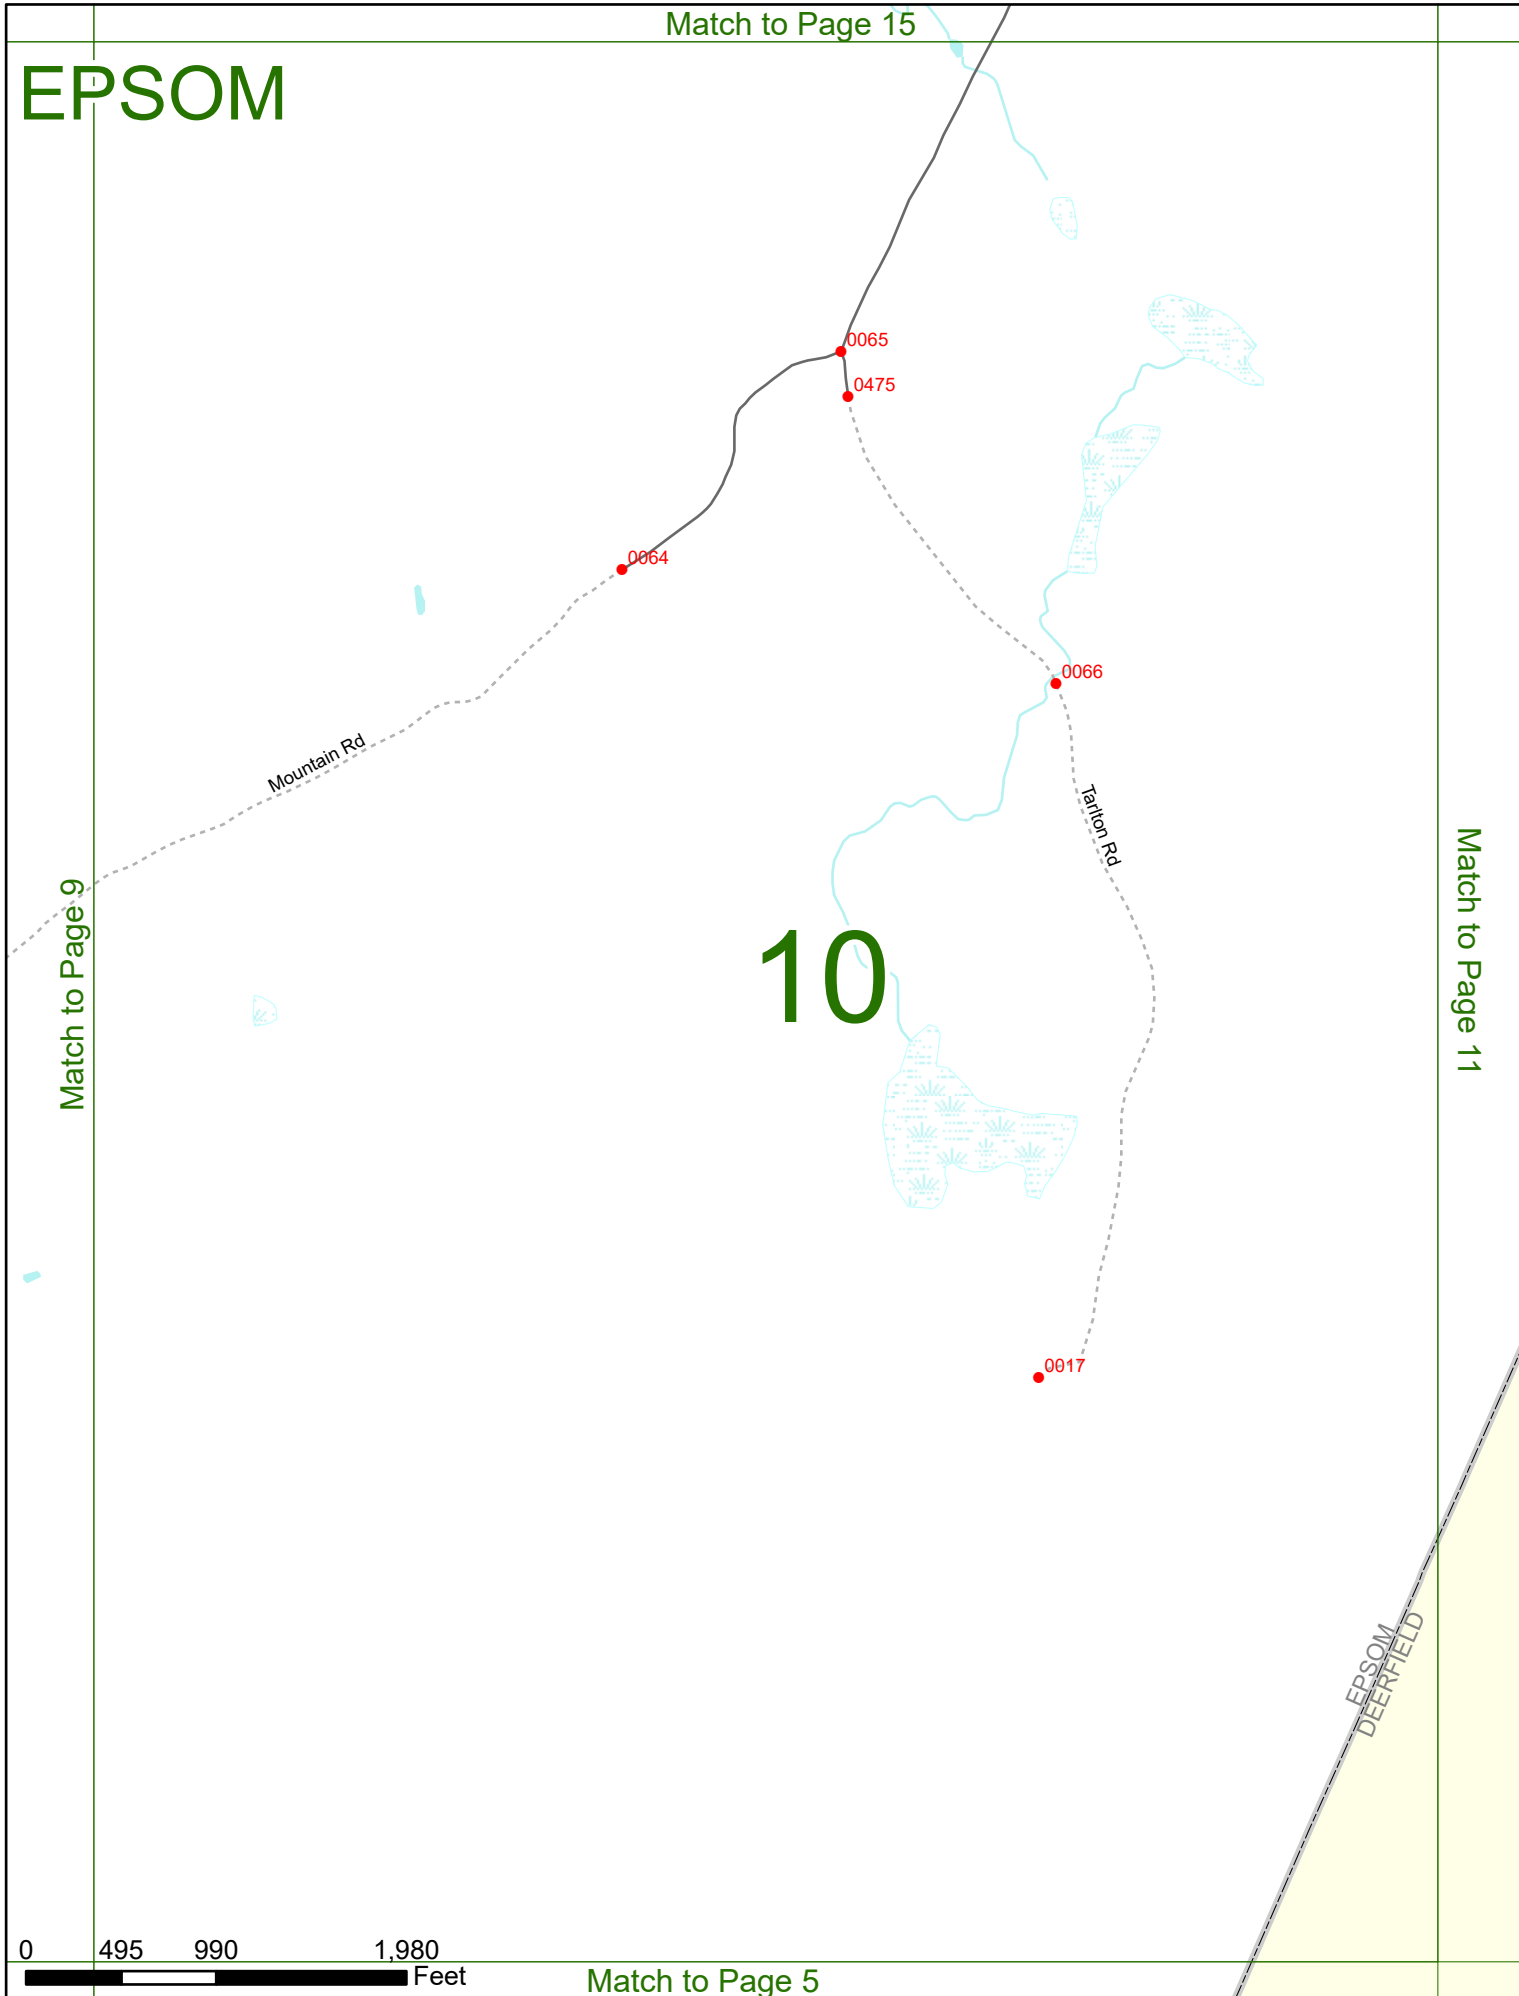 Match to Page 15
EPSOM
0065
0475
0064
0066
Mountain Rd
Tarlton Rd
Match to Page 9
Match to Page 11
10
0017
EPSOM
DEERFIELD
0 495 990 1,980
Feet
Match to Page 5